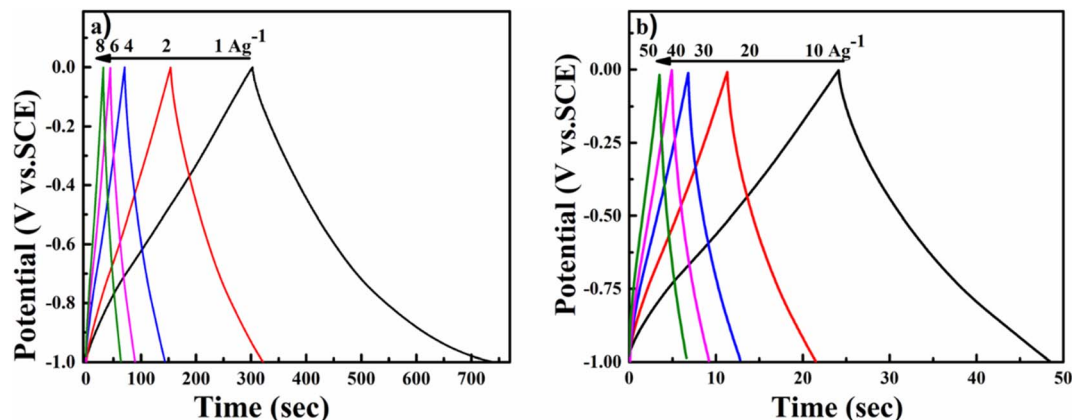 a)
8 6 4 2 1 Ag-1
0.0
-0.2
-0.4
-0.6
-0.8
-1.0
0 100 200 300 400 500 600 700
Potential (V vs.SCE)
Time (sec)
b)
50 40 30 20 10 Ag-1
0.00
-0.25
-0.50
-0.75
-1.00
0 10 20 30 40 50
Potential (V vs.SCE)
Time (sec)